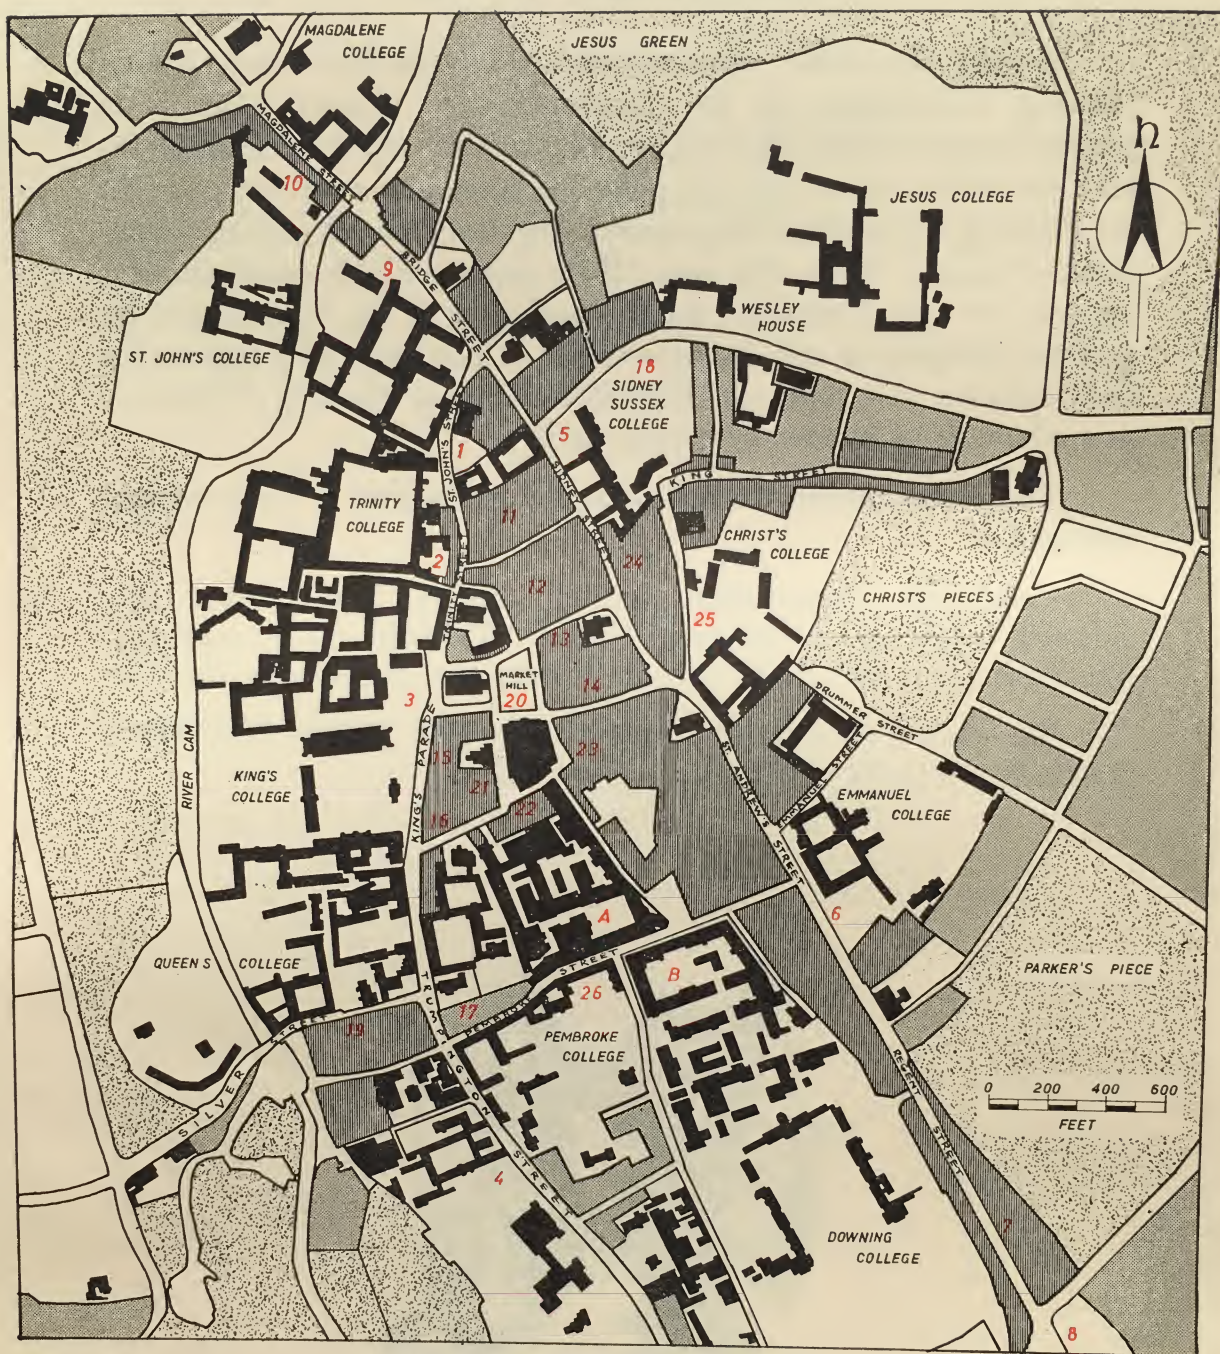 MAGDALENE
COLLEGE
JESUS GREEN
MAGDALENE STREET
n
10
JESUS COLLEGE
9
BRIDGE STREET
WESLEY
HOUSE
ST. JOHN'S COLLEGE
18
SIDNEY
SUSSEX
COLLEGE
5
1
ST. JOHN'S STREET
SIDNEY STREET
KING STREET
TRINITY
COLLEGE
11
CHRIST'S
COLLEGE
2
24
12
TRINITY STREET
CHRIST'S PIECES
25
13
MARKET
HILL
20
14
3
DRUMMER STREET
KING'S PARADE
RIVER CAM
15
23
ST. ANDREW'S STREET
EMMANUEL STREET
KING'S
COLLEGE
21
22
16
EMMANUEL
COLLEGE
A
6
QUEENS COLLEGE
B
PARKER'S PIECE
26
17
PEMBROKE STREET
19
SILVER STREET
TRUMPINGTON STREET
PEMBROKE
COLLEGE
REGENT STREET
0 200 400 600
FEET
4
7
DOWNING
COLLEGE
8